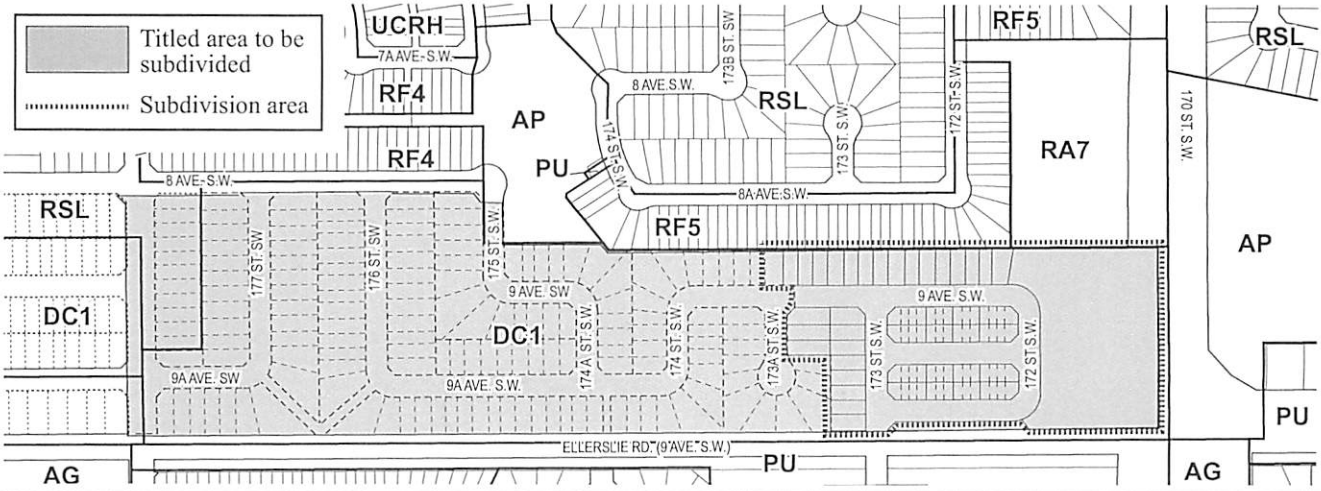 Titled area to be
subdivided
Subdivision area
UCRH
7A AVE. S.W.
RF4
RF4
8 AVE. S.W.
AP
PU
8 AVE. S.W.
173B ST. S.W.
RSL
174 ST. S.W.
173 ST. S.W.
172 ST. S.W.
8A AVE. S.W.
RF5
RF5
RA7
170 ST. S.W.
RSL
AP
PU
AG
RSL
DC1
177 ST. SW
176 ST. SW
175 ST. S.W.
9 AVE. SW
DC1
174A ST. S.W.
174 ST. S.W.
173A ST. S.W.
9 AVE. S.W.
173 ST S.W.
172 ST S.W.
9A AVE. SW
9A AVE. S.W.
ELLERSLIE RD. (9 AVE. S.W.)
AG
PU